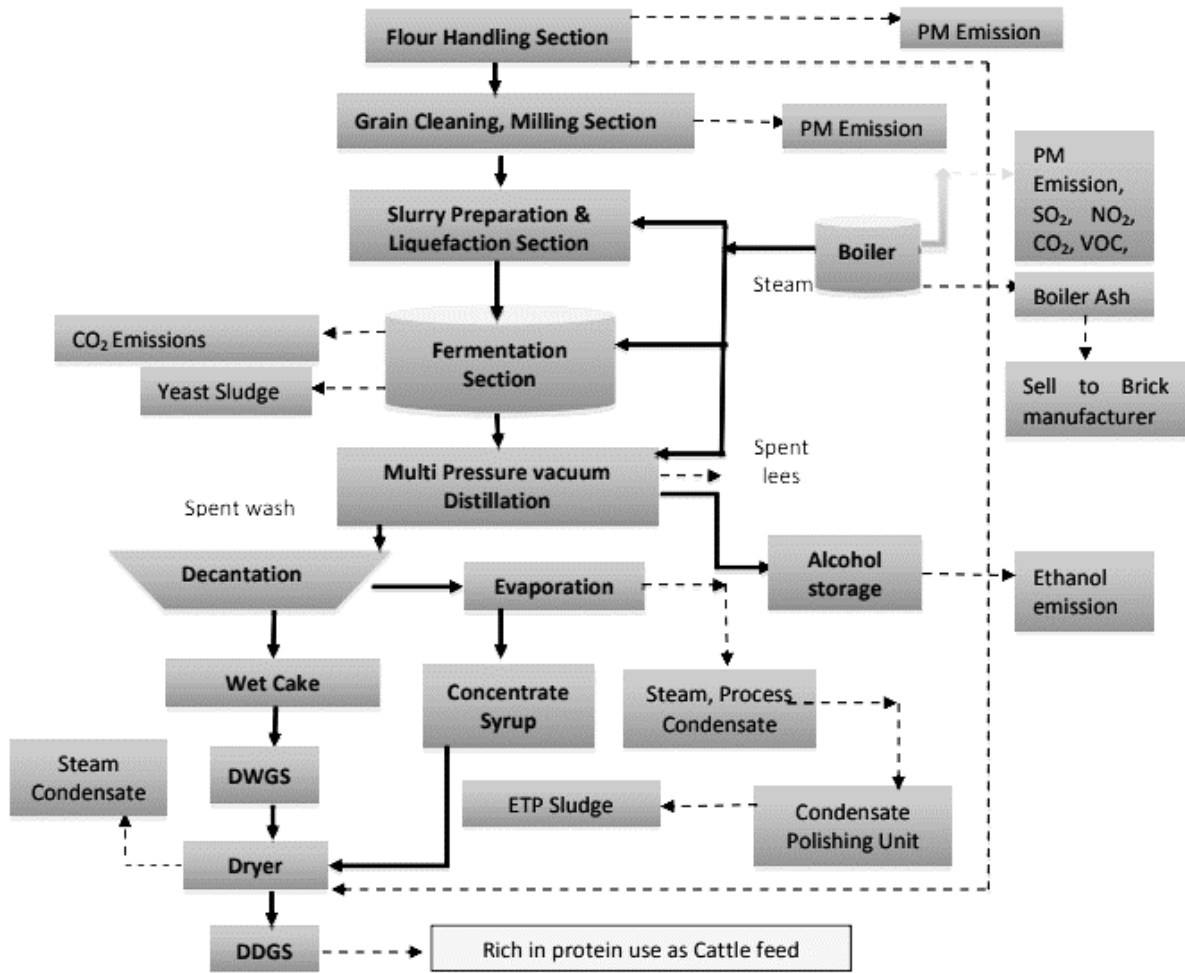 Flour Handling Section
PM Emission
Grain Cleaning, Milling Section
PM Emission
PM
Emission,
SO₂, NO₂,
CO₂, VOC,
Slurry Preparation &
Liquefaction Section
Boiler
Steam
Boiler Ash
CO₂ Emissions
Fermentation
Section
Yeast Sludge
Sell to Brick
manufacturer
Multi Pressure vacuum
Distillation
Spent
lees
Spent wash
Decantation
Evaporation
Alcohol
storage
Ethanol
emission
Wet Cake
Concentrate
Syrup
Steam, Process
Condensate
Steam
Condensate
DWGS
ETP Sludge
Condensate
Polishing Unit
Dryer
DDGS
Rich in protein use as Cattle feed